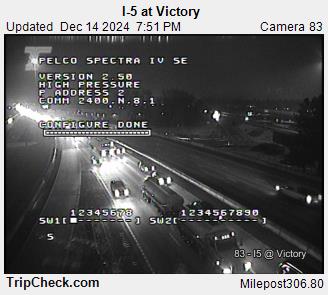 I-5 at Victory
Updated Dec 14 2024 7:51 PM Camera 83
PELCO SPECTRA IV SE
VERSION 2.50
HIGH PRESSURE
P ADDRESS 2
COMM 2400.N.8.1
CONFIGURE DONE
12345678 1234567890
SW1[ ] SW2[ ]
S
83 - I5 @ Victory
TripCheck.com Milepost306.80